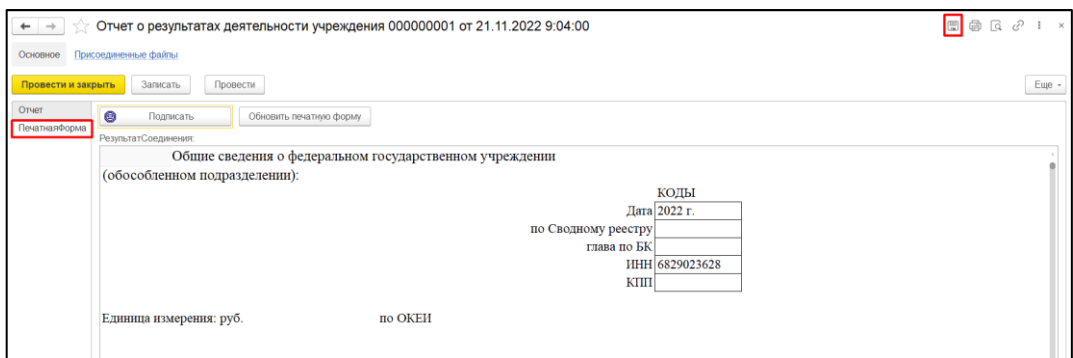 Отчет о результатах деятельности учреждения 000000001 от 21.11.2022 9:04:00
Основное Присоединенные файлы
Провести и закрыть Записать Провести Еще
Отчет Подписать Обновить печатную форму
ПечатнаяФорма
РезультатСоединения:
Общие сведения о федеральном государственном учреждении
(обособленном подразделении):
КОДЫ
Дата 2022 г.
по Сводному реестру
глава по БК
ИНН 6829023628
КПП
Единица измерения: руб. по ОКЕИ